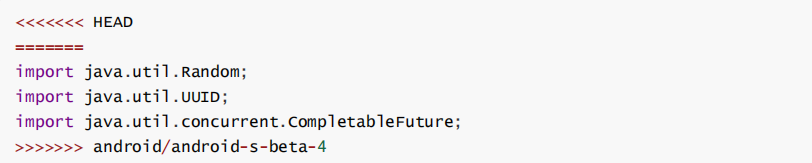 <<<<<<< HEAD
=======
import java.util.Random;
import java.util.UUID;
import java.util.concurrent.CompletableFuture;
>>>>>>> android/android-s-beta-4